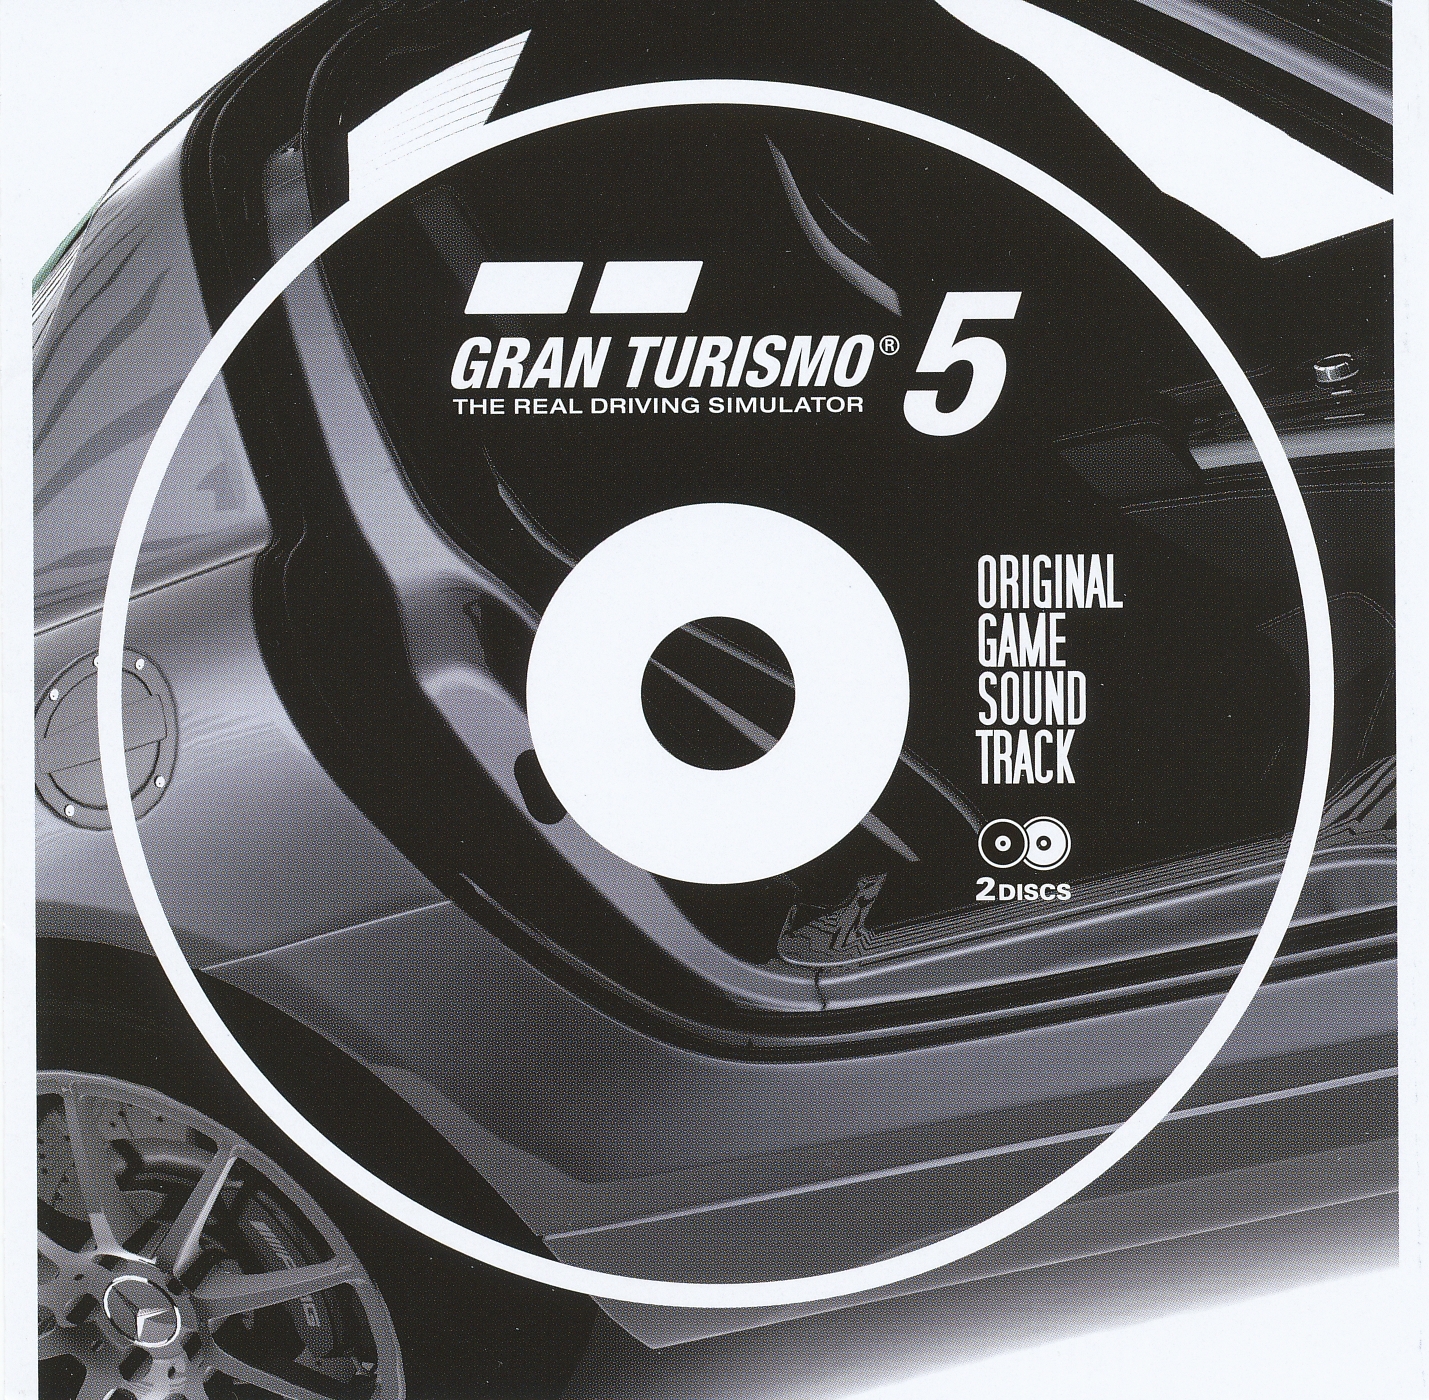 GRAN TURISMO® 5
THE REAL DRIVING SIMULATOR
ORIGINAL
GAME
SOUND
TRACK
2DISCS